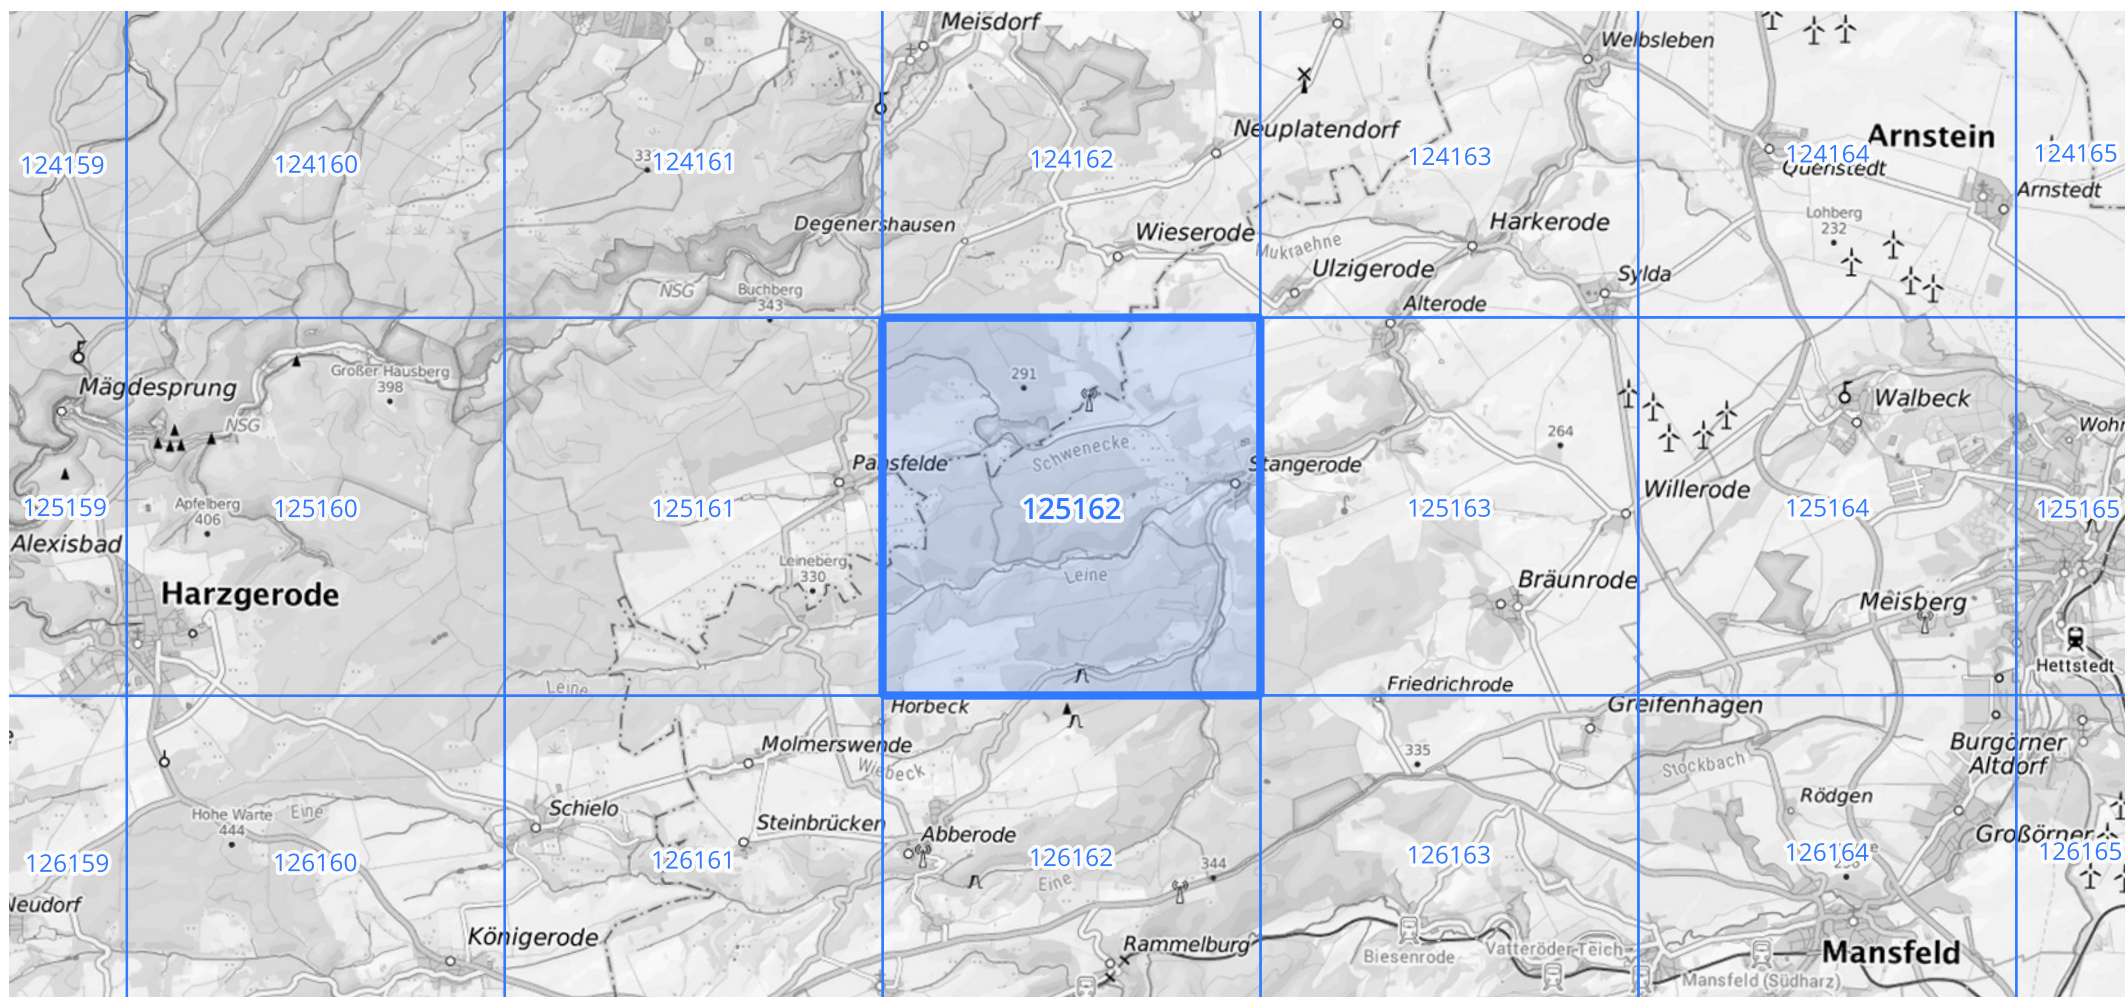 Meisdorf
Welbsleben
Neuplatendorf
Arnstein
124159
124160
33
124161
124162
124163
124164
124165
Quenstedt
Arnstedt
Degenershausen
Wieserode
Harkerode
Lohberg
232
Mukraehne
Ulzigerode
Sylda
NSG
Buchberg
343
Alterode
Großer Hausberg
398
291
Mägdesprung
Walbeck
NSG
Wohr
264
Schwenecke
Pansfelde
Stangerode
Willerode
Apfelberg
406
125159
125160
125161
125162
125163
125164
125165
Alexisbad
Leineberg
330
Leine
Bräunrode
Harzgerode
Meisberg
Hettstedt
Leine
Friedrichrode
Horbeck
Greifenhagen
Molmerswende
Wiebeck
335
Burgörner
Altdorf
Stockbach
Rödgen
Hohe Warte
444
Eine
Schielo
Steinbrücken
Abberode
Großörner
126159
126160
126161
126162
344
126163
126164
126165
Eine
Neudorf
Königerode
Rammelburg
Biesenrode
Vatteröder-Teich
Mansfeld
Mansfeld (Südharz)